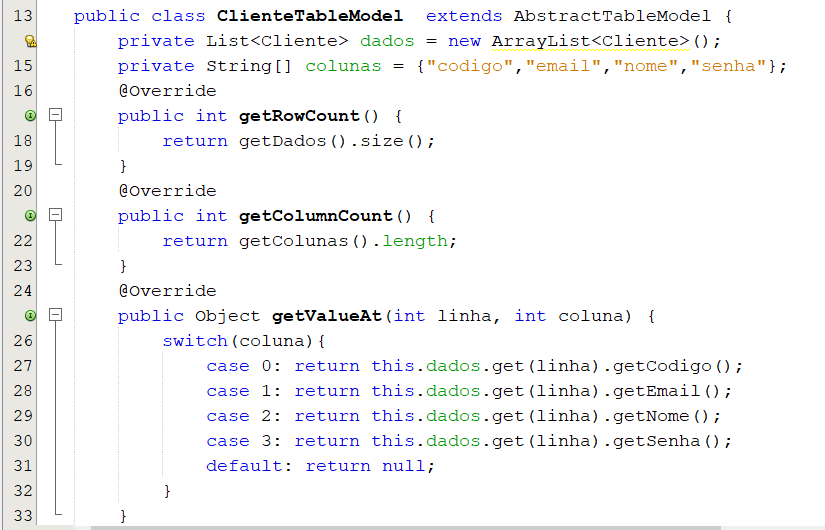 13 public class ClienteTableModel  extends AbstractTableModel {
private List<Cliente> dados = new ArrayList<Cliente>();
15 private String[] colunas = {"codigo","email","nome","senha"};
16 @Override
public int getRowCount() {
18 return getDados().size();
19 }
20 @Override
public int getColumnCount() {
22 return getColunas().length;
23 }
24 @Override
public Object getValueAt(int linha, int coluna) {
26 switch(coluna){
27 case 0: return this.dados.get(linha).getCodigo();
28 case 1: return this.dados.get(linha).getEmail();
29 case 2: return this.dados.get(linha).getNome();
30 case 3: return this.dados.get(linha).getSenha();
31 default: return null;
32 }
33 }